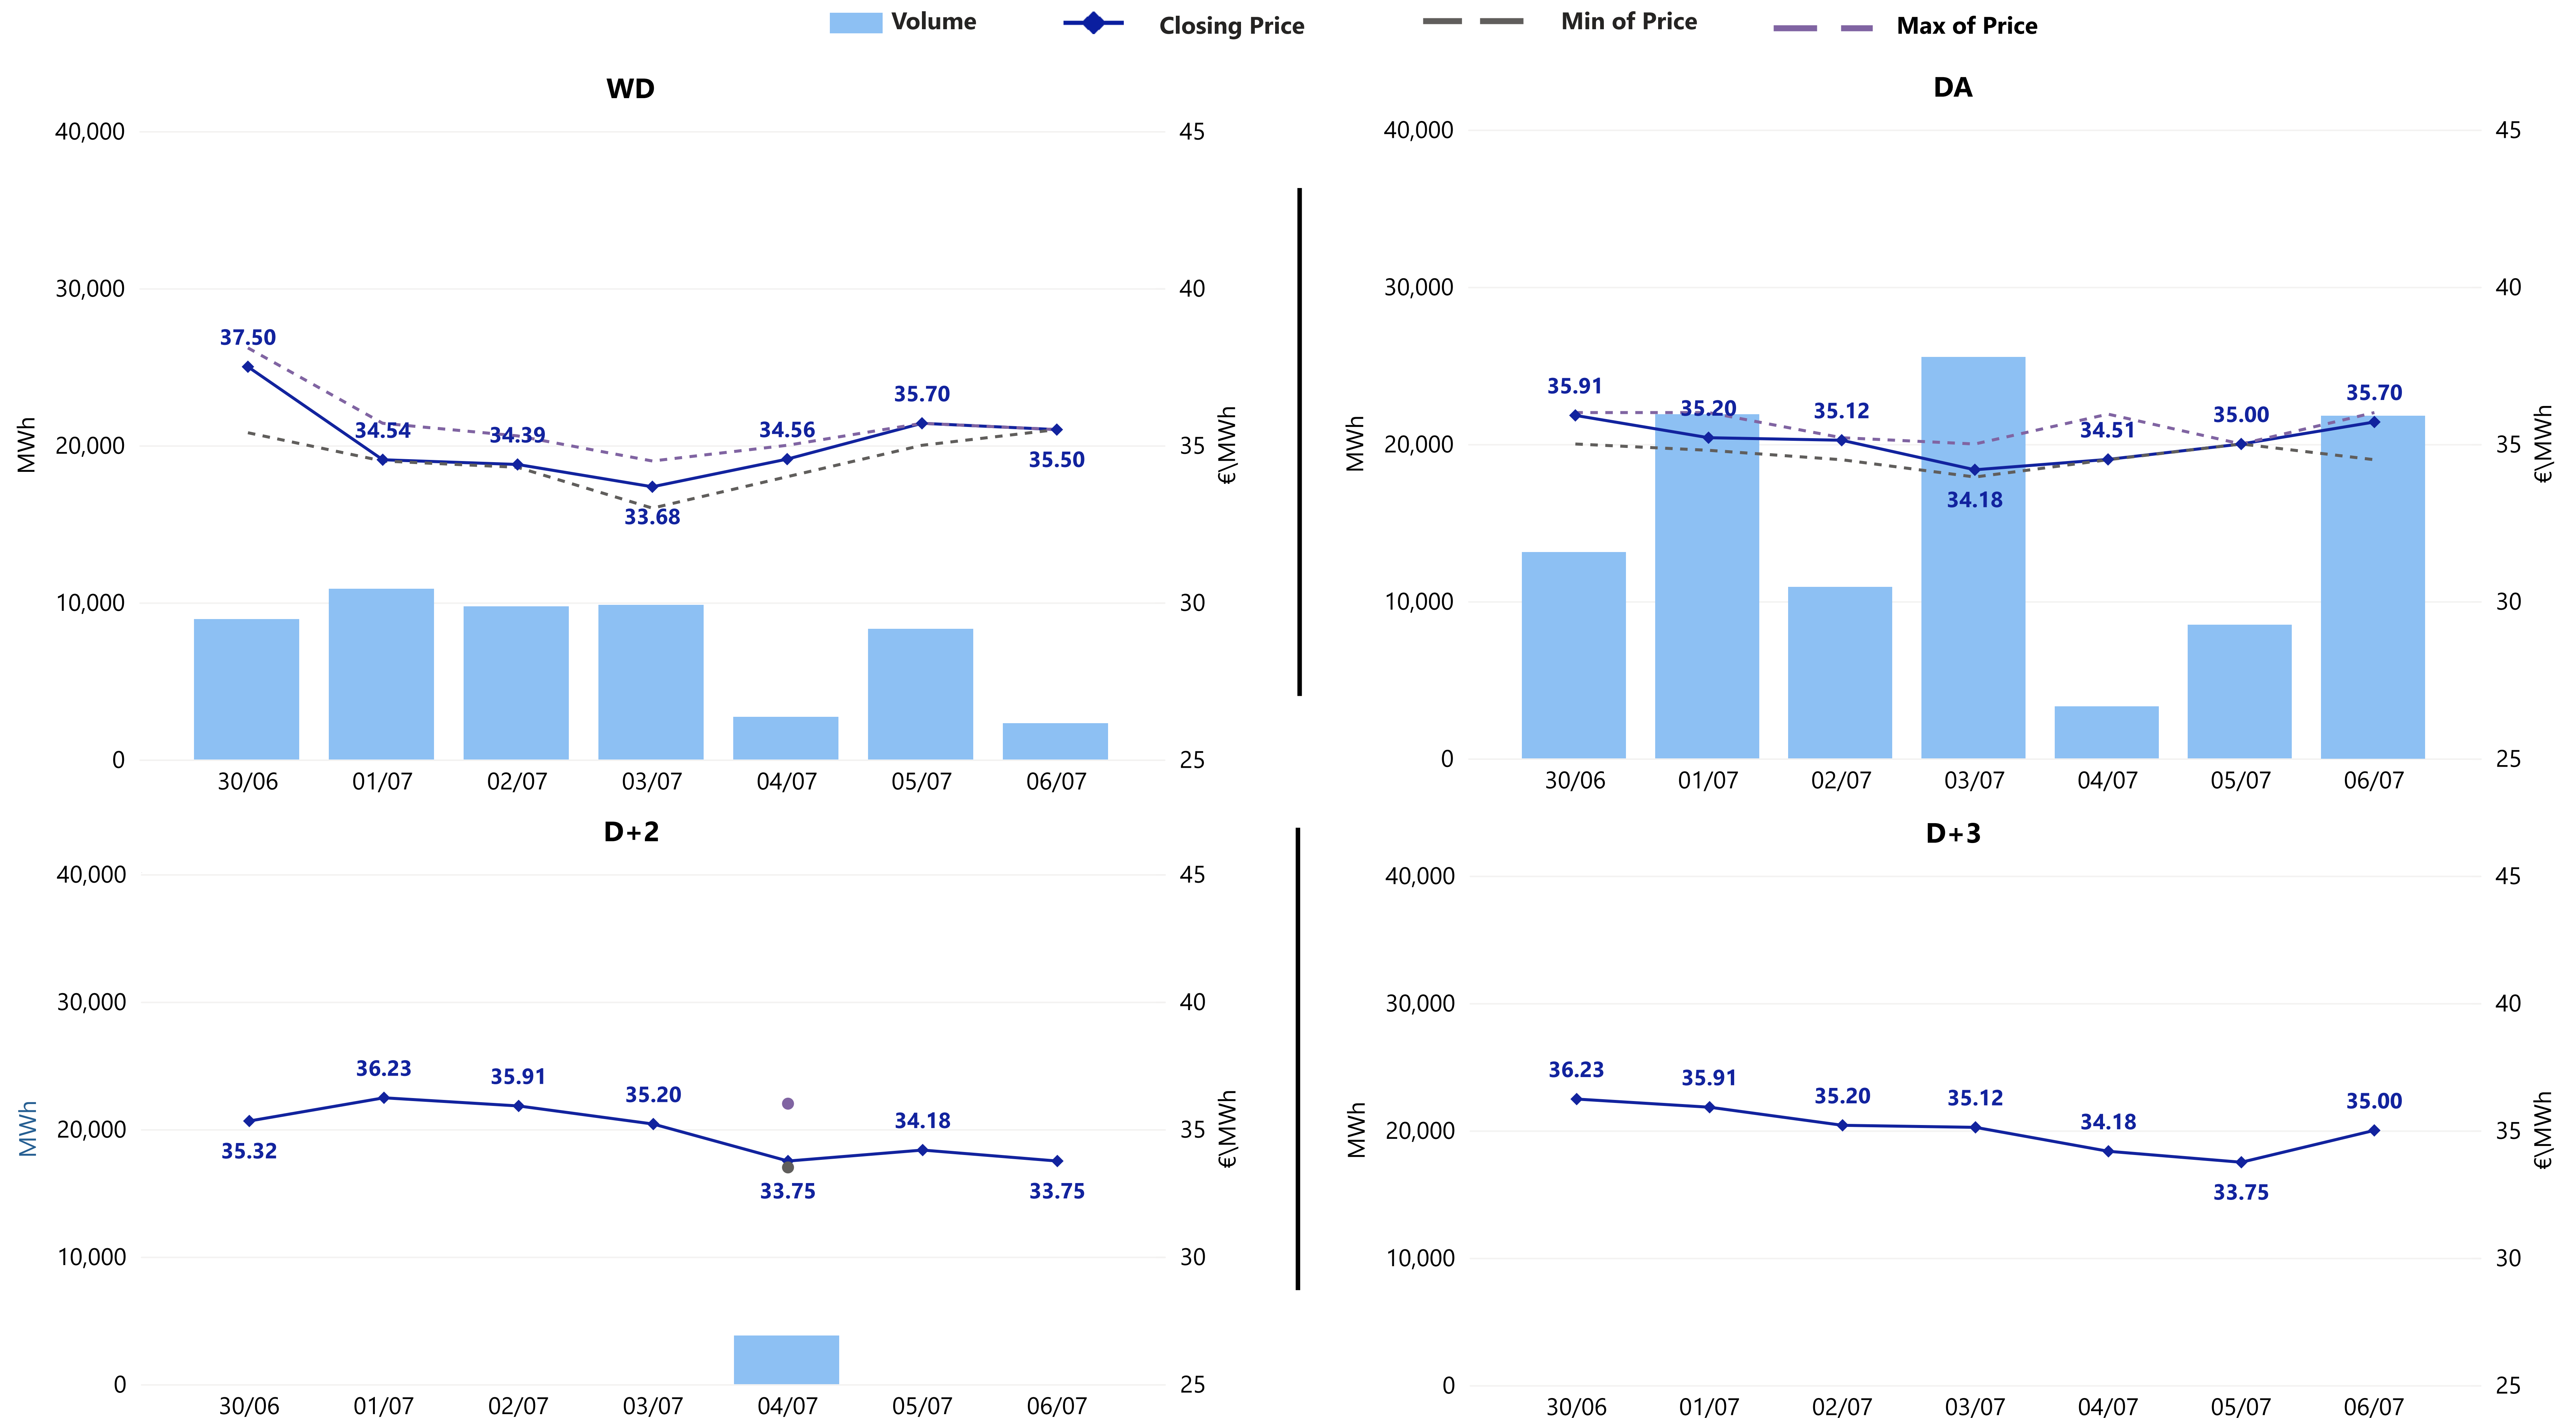 Volume Closing Price Min of Price Max of Price
WD
40,000 45
30,000 40
20,000 35
10,000 30
0 25
MWh
€\MWh
37.50 34.54 34.39 33.68 34.56 35.70 35.50
30/06 01/07 02/07 03/07 04/07 05/07 06/07
DA
40,000 45
30,000 40
20,000 35
10,000 30
0 25
MWh
€\MWh
35.91 35.20 35.12 34.18 34.51 35.00 35.70
30/06 01/07 02/07 03/07 04/07 05/07 06/07
D+2
40,000 45
30,000 40
20,000 35
10,000 30
0 25
MWh
€\MWh
35.32 36.23 35.91 35.20 33.75 34.18 33.75
30/06 01/07 02/07 03/07 04/07 05/07 06/07
D+3
40,000 45
30,000 40
20,000 35
10,000 30
0 25
MWh
€\MWh
36.23 35.91 35.20 35.12 34.18 33.75 35.00
30/06 01/07 02/07 03/07 04/07 05/07 06/07